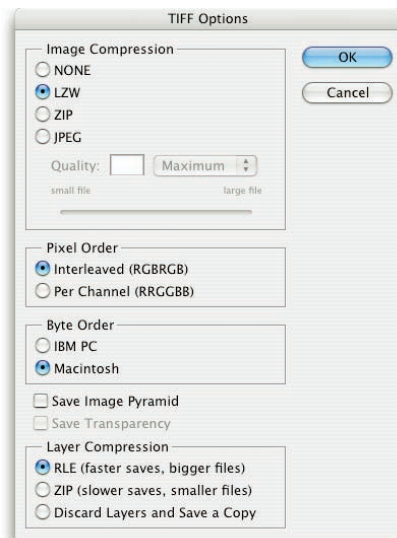 TIFF Options
Image Compression
NONE
LZW
ZIP
JPEG
Quality: Maximum
small file large file
OK
Cancel
Pixel Order
Interleaved (RGBRGB)
Per Channel (RRGGBB)
Byte Order
IBM PC
Macintosh
Save Image Pyramid
Save Transparency
Layer Compression
RLE (faster saves, bigger files)
ZIP (slower saves, smaller files)
Discard Layers and Save a Copy